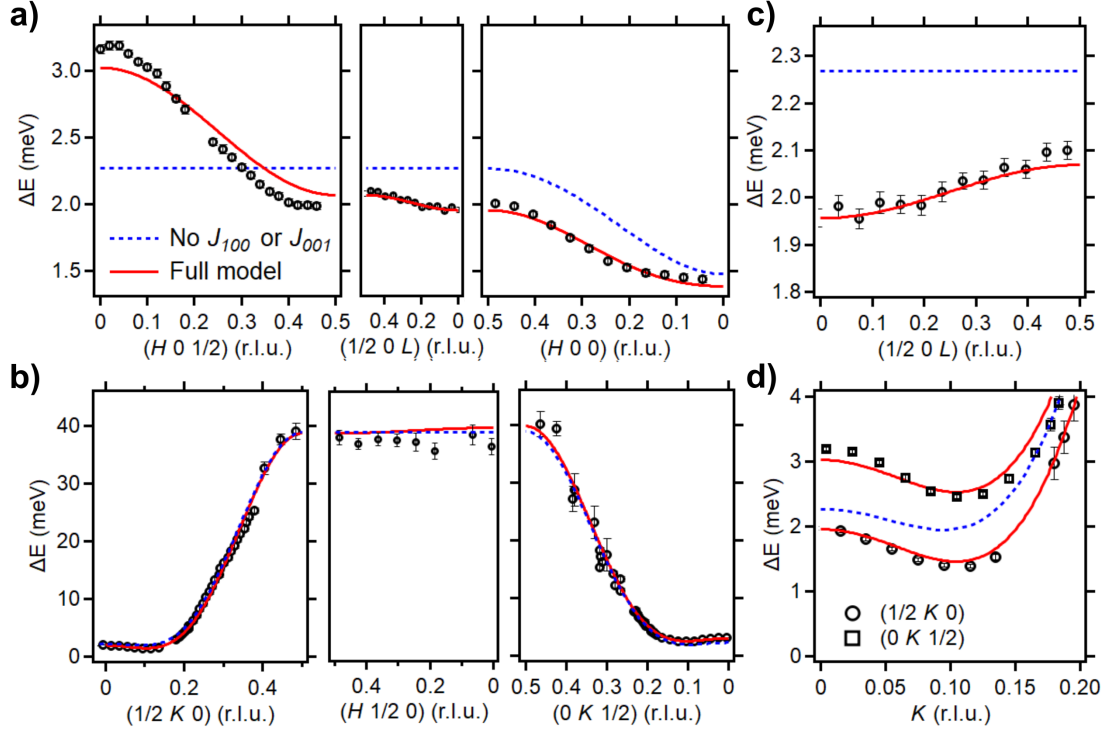 a)
ΔE (meV)
3.0
2.5
2.0
1.5
No J100 or J001
Full model
0 0.1 0.2 0.3 0.4 0.5
(H 0 1/2) (r.l.u.)
0.5 0
(1/2 0 L) (r.l.u.)
0.5 0.4 0.3 0.2 0.1 0
(H 0 0) (r.l.u.)
c)
ΔE (meV)
2.3
2.2
2.1
2.0
1.9
1.8
0 0.1 0.2 0.3 0.4 0.5
(1/2 0 L) (r.l.u.)
b)
ΔE (meV)
40
30
20
10
0
0 0.2 0.4
(1/2 K 0) (r.l.u.)
0.5 0
(H 1/2 0) (r.l.u.)
0.5 0.4 0.3 0.2 0.1 0
(0 K 1/2) (r.l.u.)
d)
ΔE (meV)
4
3
2
1
0
(1/2 K 0)
(0 K 1/2)
0 0.05 0.10 0.15 0.20
K (r.l.u.)